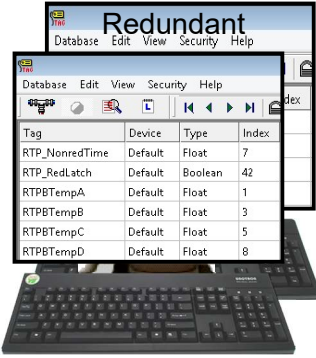 Redundant
TAG
Database Edit View Security Help
dex
TAG
Database Edit View Security Help
Tag Device Type Index
RTP_NonredTime Default Float 7
RTP_RedLatch Default Boolean 42
RTPBTempA Default Float 1
RTPBTempB Default Float 3
RTPBTempC Default Float 5
RTPBTempD Default Float 8